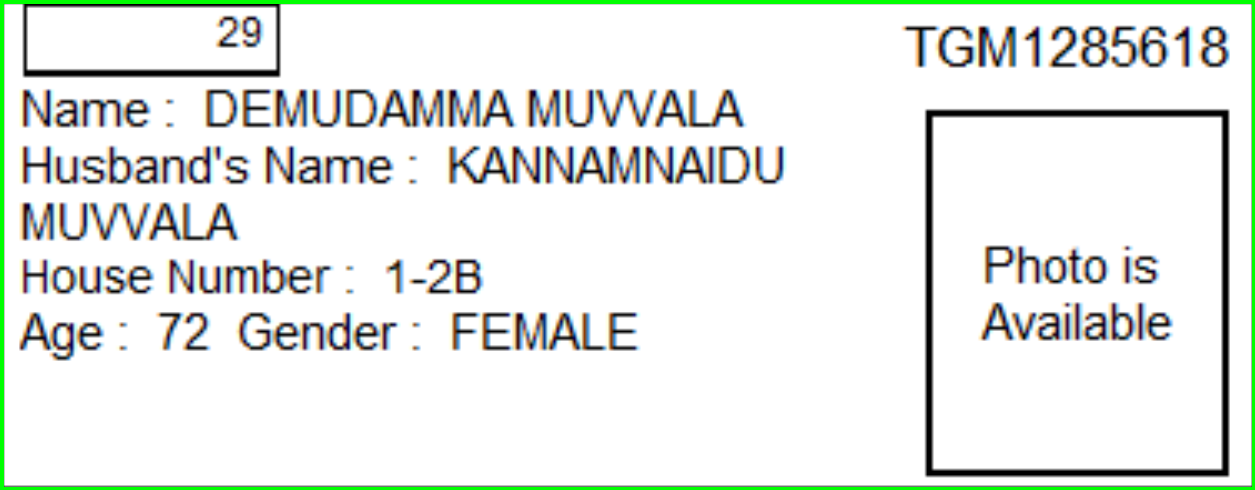 29
TGM1285618
Name : DEMUDAMMA MUVVALA
Husband's Name : KANNAMNAIDU
MUVVALA
House Number : 1-2B
Age : 72 Gender : FEMALE
Photo is
Available